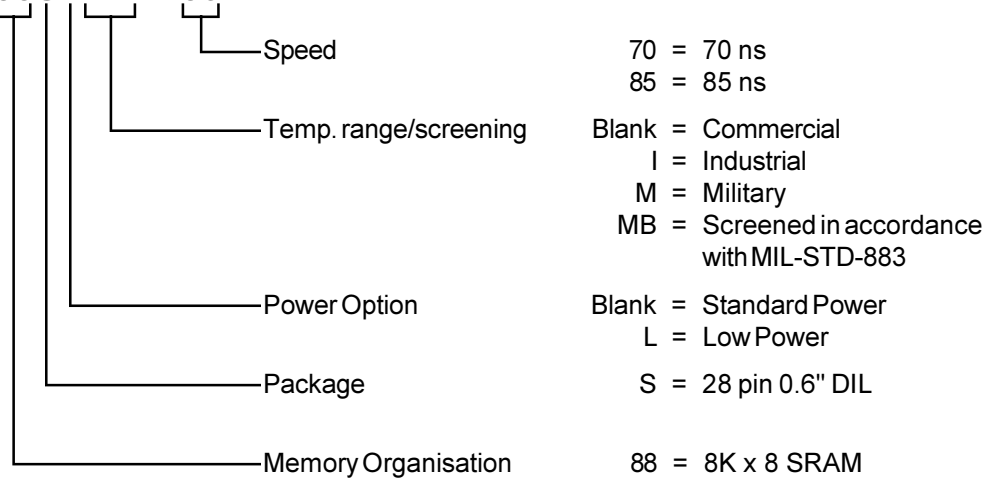 Speed 70 = 70 ns
85 = 85 ns
Temp. range/screening Blank = Commercial
I = Industrial
M = Military
MB = Screened in accordance
with MIL-STD-883
Power Option Blank = Standard Power
L = Low Power
Package S = 28 pin 0.6" DIL
Memory Organisation 88 = 8K x 8 SRAM